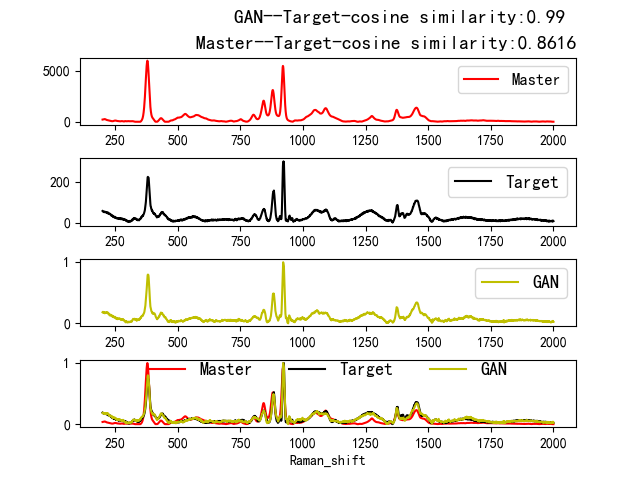 GAN--Target-cosine similarity:0.99
Master--Target-cosine similarity:0.8616
5000
0
Master
250 500 750 1000 1250 1500 1750 2000
200
0
Target
250 500 750 1000 1250 1500 1750 2000
1
0
GAN
250 500 750 1000 1250 1500 1750 2000
1
0
Master Target GAN
250 500 750 1000 1250 1500 1750 2000
Raman_shift